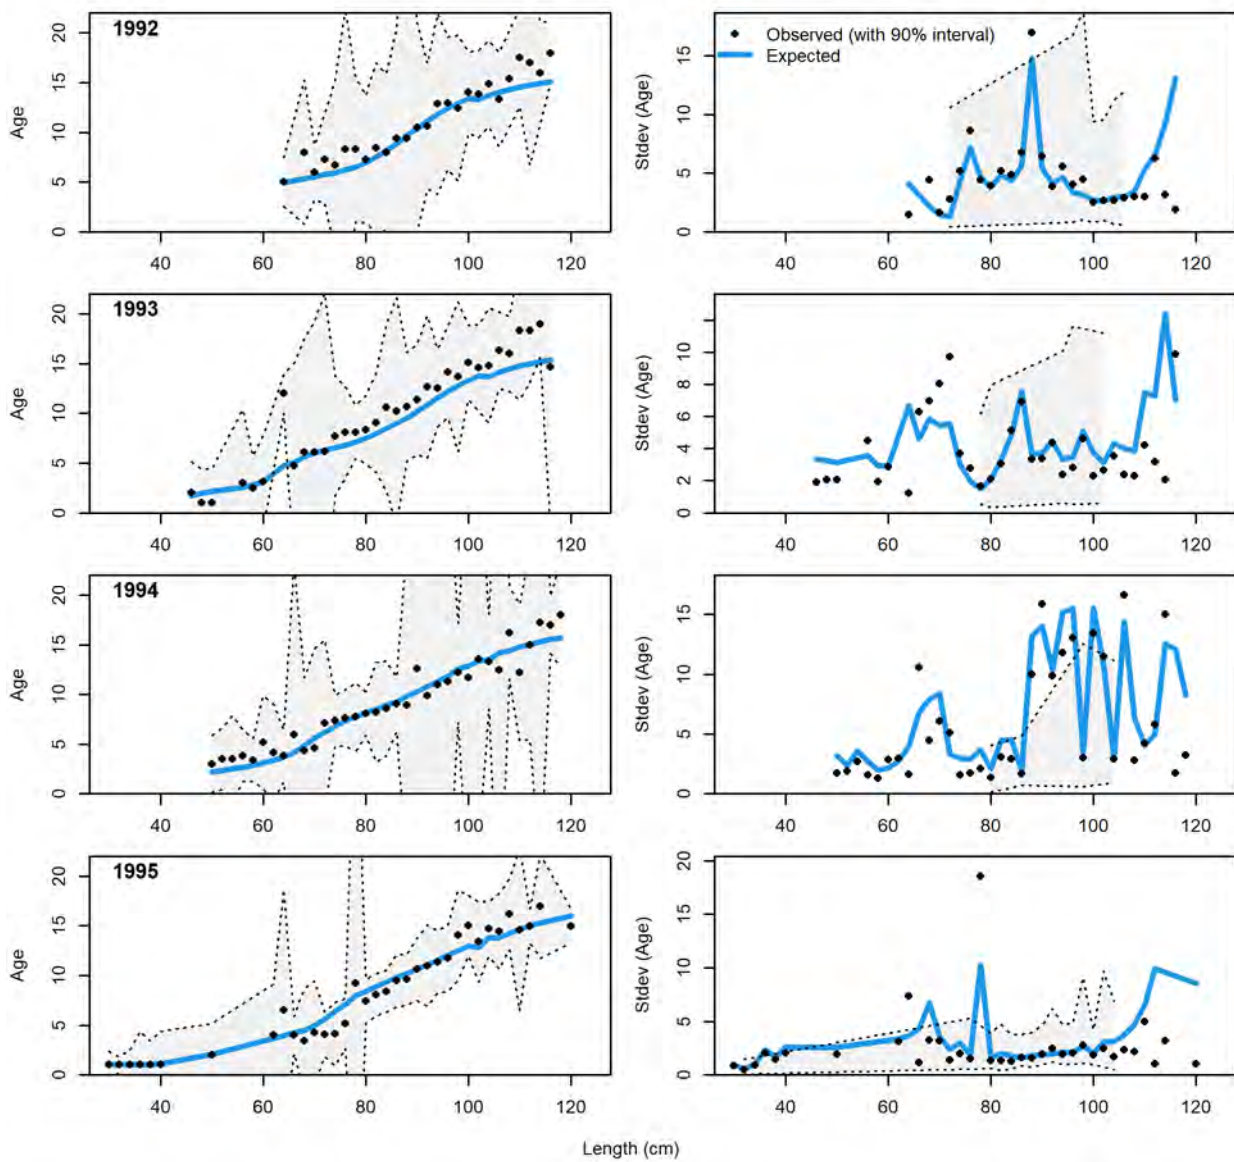 1992
Age
0 5 10 15 20
40 60 80 100 120
Observed (with 90% interval)
Expected
Stdev (Age)
0 5 10 15
40 60 80 100 120
1993
Age
0 5 10 15 20
40 60 80 100 120
Stdev (Age)
0 2 4 6 8 10
40 60 80 100 120
1994
Age
0 5 10 15 20
40 60 80 100 120
Stdev (Age)
0 5 10 15
40 60 80 100 120
1995
Age
0 5 10 15 20
40 60 80 100 120
Stdev (Age)
0 5 10 15 20
40 60 80 100 120
Length (cm)